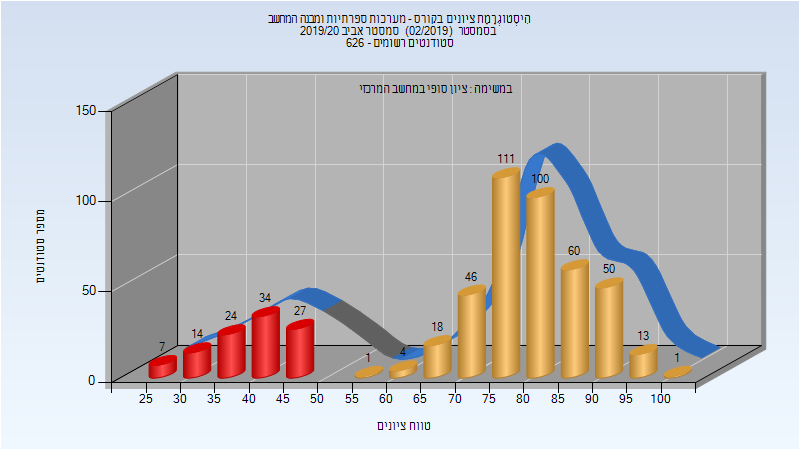 היסטוגרמת ציונים בקורס - מערכות ספרתיות ומבנה המחשב
בסמסטר (02/2019) סמסטר אביב 2019/20
סטודנטים רשומים - 626
במשימה : ציון סופי במחשב המרכזי
מספר סטודנטים
150
100
50
0
7
14
24
34
27
1
4
18
46
111
100
60
50
13
1
25 30 35 40 45 50 55 60 65 70 75 80 85 90 95 100
טווח ציונים